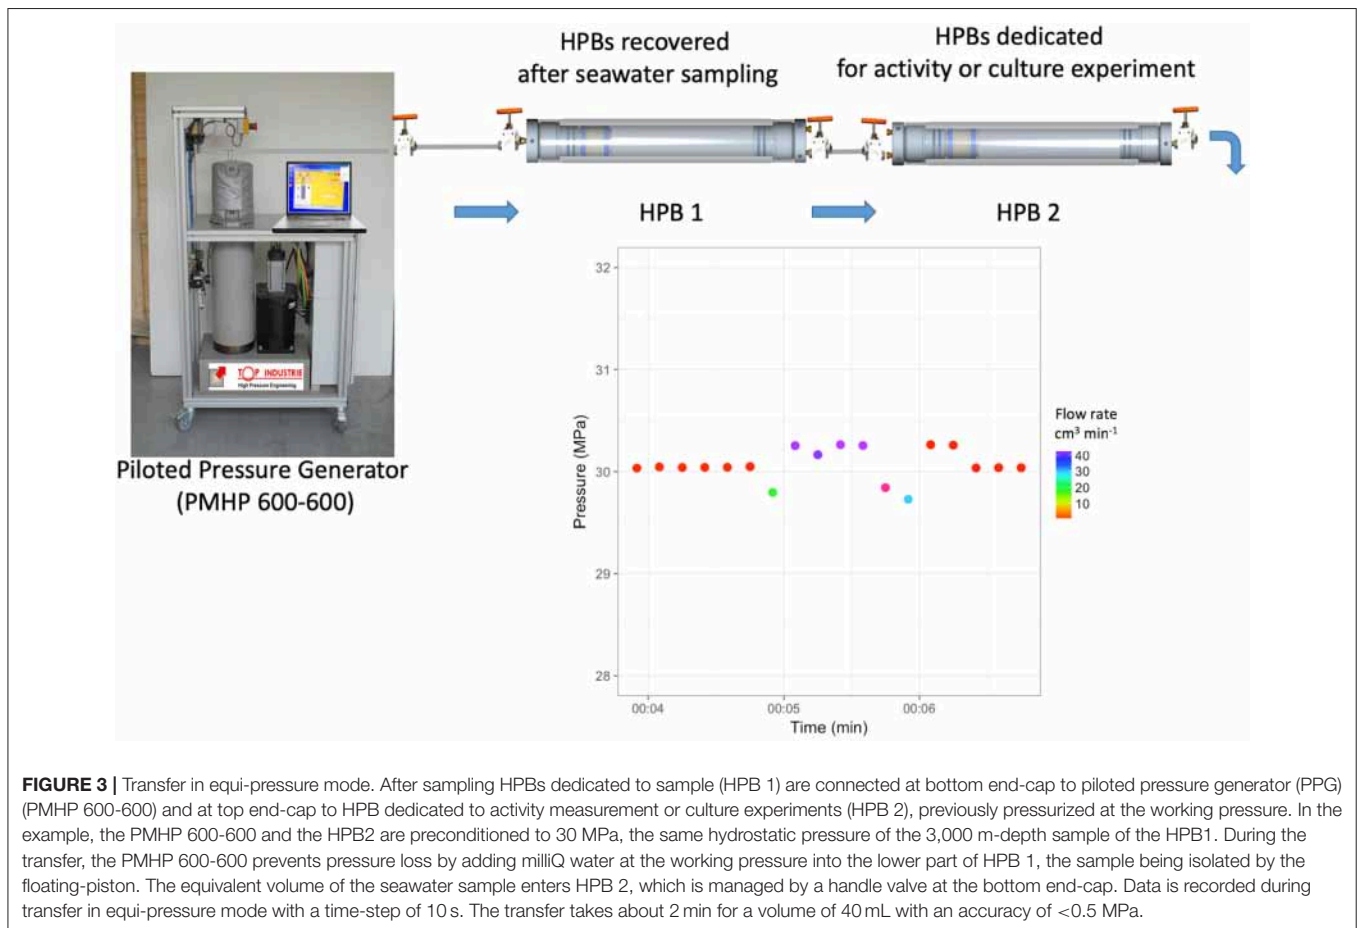 HPBs recovered
after seawater sampling
HPBs dedicated
for activity or culture experiment
HPB 1
HPB 2
TOP INDUSTRIE
High Pressure Engineering
Piloted Pressure Generator
(PMHP 600-600)
Pressure (MPa)
32
31
30
29
28
00:04
00:05
00:06
Time (min)
Flow rate
cm³ min⁻¹
40
30
20
10
FIGURE 3 | Transfer in equi-pressure mode. After sampling HPBs dedicated to sample (HPB 1) are connected at bottom end-cap to piloted pressure generator (PPG)
(PMHP 600-600) and at top end-cap to HPB dedicated to activity measurement or culture experiments (HPB 2), previously pressurized at the working pressure. In the
example, the PMHP 600-600 and the HPB2 are preconditioned to 30 MPa, the same hydrostatic pressure of the 3,000 m-depth sample of the HPB1. During the
transfer, the PMHP 600-600 prevents pressure loss by adding milliQ water at the working pressure into the lower part of HPB 1, the sample being isolated by the
floating-piston. The equivalent volume of the seawater sample enters HPB 2, which is managed by a handle valve at the bottom end-cap. Data is recorded during
transfer in equi-pressure mode with a time-step of 10 s. The transfer takes about 2 min for a volume of 40 mL with an accuracy of <0.5 MPa.